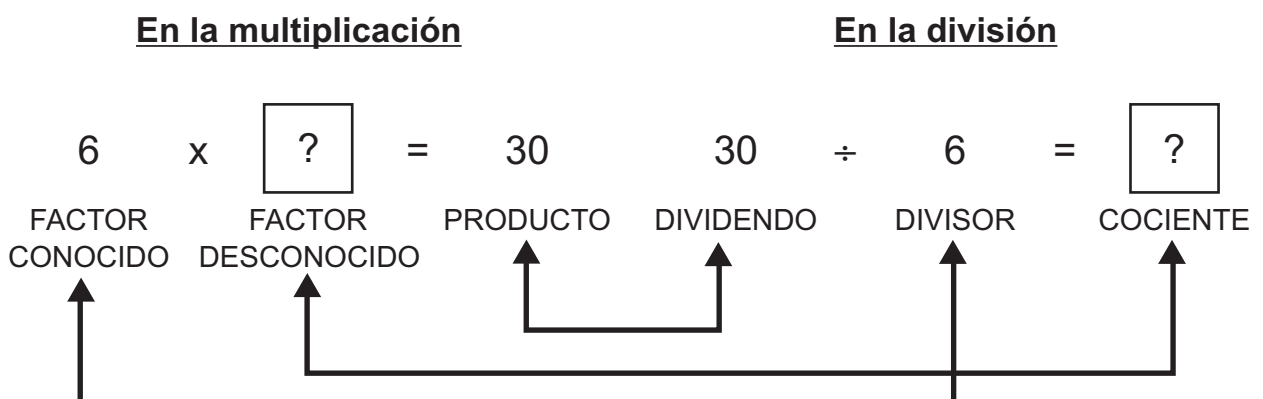 En la multiplicación En la división
6 x ? = 30 30 ÷ 6 = ?
FACTOR FACTOR PRODUCTO DIVIDENDO DIVISOR COCIENTE
CONOCIDO DESCONOCIDO